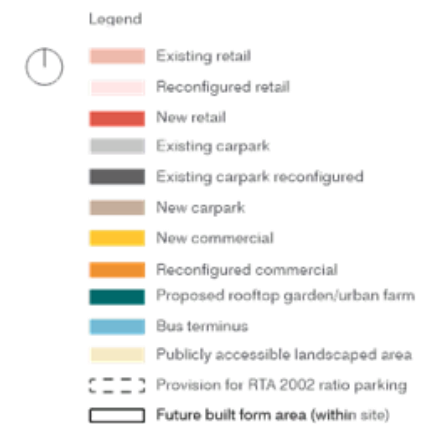 Legend
Existing retail
Reconfigured retail
New retail
Existing carpark
Existing carpark reconfigured
New carpark
New commercial
Reconfigured commercial
Proposed rooftop garden/urban farm
Bus terminus
Publicly accessible landscaped area
Provision for RTA 2002 ratio parking
Future built form area (within site)